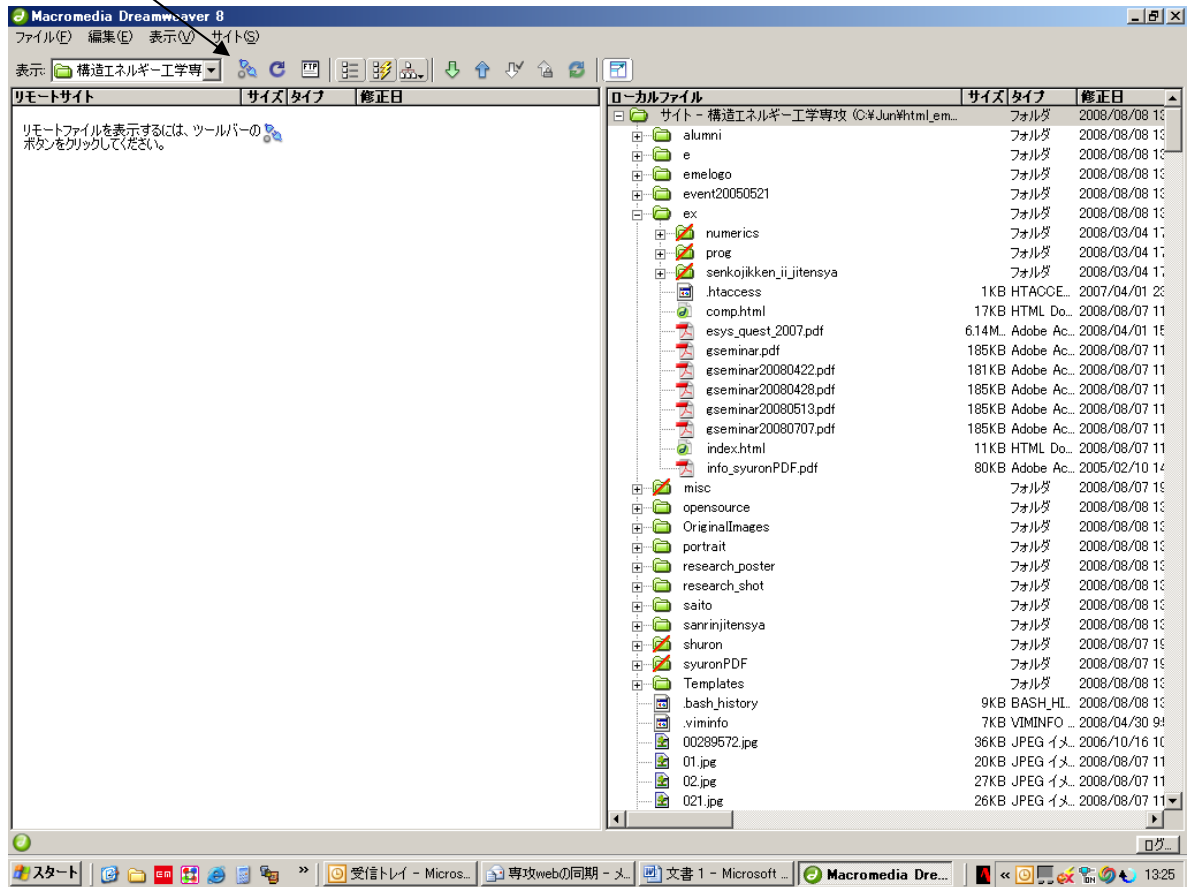 Macromedia Dreamweaver 8
ファイル(F) 編集(E) 表示(V) サイト(S)
表示: 構造エネルギー工学専 FTP
リモートサイト サイズ タイプ 修正日
リモートファイルを表示するには、ツールバーの
ボタンをクリックしてください。
ローカルファイル サイズ タイプ 修正日
サイト - 構造エネルギー工学専攻 (C:¥Jun¥html_em... フォルダ 2008/08/08 13
alumni フォルダ 2008/08/08 13
e フォルダ 2008/08/08 13
emelogo フォルダ 2008/08/08 13
event20050521 フォルダ 2008/08/08 13
ex フォルダ 2008/08/08 13
numerics フォルダ 2008/03/04 17
prog フォルダ 2008/03/04 17
senkojikken_ii_jitensya フォルダ 2008/03/04 17
.htaccess 1KB HTACCE... 2007/04/01 23
comp.html 17KB HTML Do... 2008/08/07 11
esys_quest_2007.pdf 6.14M... Adobe Ac... 2008/04/01 15
gseminar.pdf 185KB Adobe Ac... 2008/08/07 11
gseminar20080422.pdf 181KB Adobe Ac... 2008/08/07 11
gseminar20080428.pdf 185KB Adobe Ac... 2008/08/07 11
gseminar20080513.pdf 185KB Adobe Ac... 2008/08/07 11
gseminar20080707.pdf 185KB Adobe Ac... 2008/08/07 11
index.html 11KB HTML Do... 2008/08/07 11
info_syuronPDF.pdf 80KB Adobe Ac... 2005/02/10 14
misc フォルダ 2008/08/07 19
opensource フォルダ 2008/08/08 13
OriginalImages フォルダ 2008/08/08 13
portrait フォルダ 2008/08/08 13
research_poster フォルダ 2008/08/08 13
research_shot フォルダ 2008/08/08 13
saito フォルダ 2008/08/08 13
sanrinjitensya フォルダ 2008/08/08 13
shuron フォルダ 2008/08/07 19
syuronPDF フォルダ 2008/08/07 19
Templates フォルダ 2008/08/08 13
.bash_history 9KB BASH_HI... 2008/08/08 13
.viminfo 7KB VIMINFO ... 2008/04/30 9:
00289572.jpg 36KB JPEG イメ... 2006/10/16 10
01.jpg 20KB JPEG イメ... 2008/08/07 11
02.jpg 27KB JPEG イメ... 2008/08/07 11
021.jpg 26KB JPEG イメ... 2008/08/07 11
ログ...
スタート EM » 受信トレイ - Micros... 専攻webの同期 - メ... 文書 1 - Microsoft ... Macromedia Dre... « 13:25